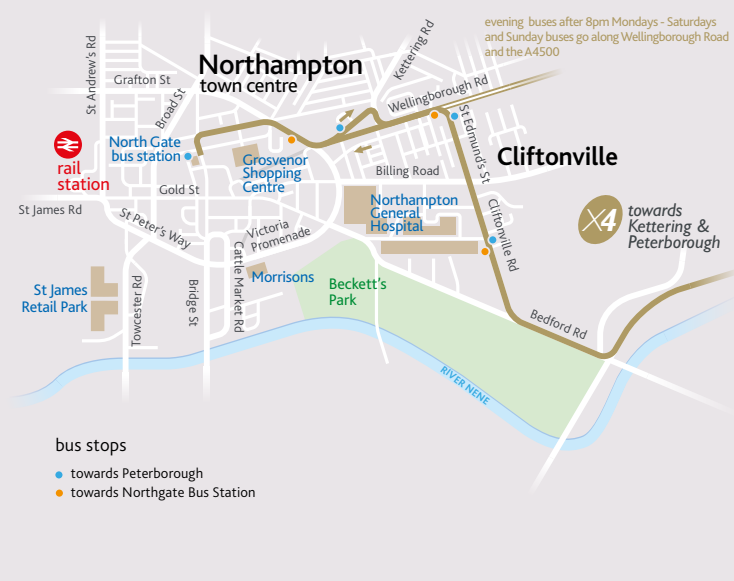 evening buses after 8pm Mondays - Saturdays
and Sunday buses go along Wellingborough Road
and the A4500
Kettering Rd
St Andrew's Rd
Northampton
town centre
Grafton St
Broad St
Wellingborough Rd
St Edmund's St
North Gate
bus station
rail
station
Grosvenor
Shopping
Centre
Cliftonville
Billing Road
Gold St
Northampton
General
Hospital
Cliftonville Rd
X4
towards
Kettering &
Peterborough
St James Rd
St Peter's Way
Victoria
Promenade
Cattle Market Rd
Morrisons
Beckett's
Park
St James
Retail Park
Towcester Rd
Bridge St
Bedford Rd
RIVER NENE
bus stops
towards Peterborough
towards Northgate Bus Station